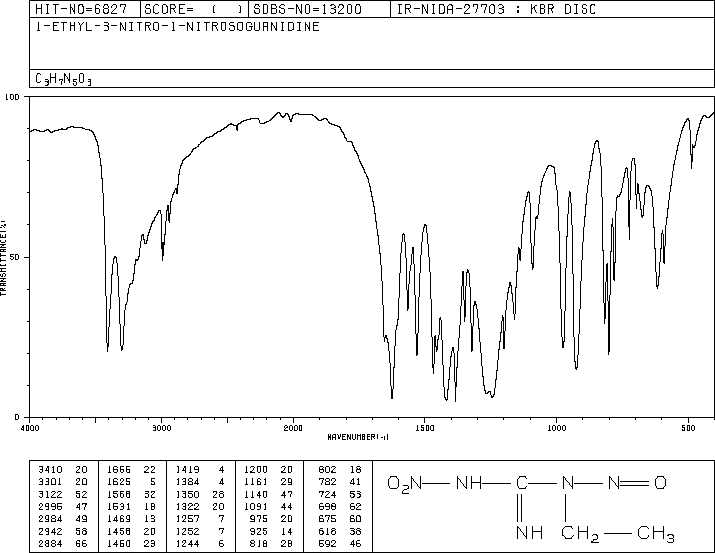 HIT-NO=6827 SCORE= ( ) SDBS-NO=13200 IR-NIDA-27703 : KBR DISC
1-ETHYL-3-NITRO-1-NITROSOGUANIDINE
C3H7N5O3
100
50
0
TRANSMITTANCE(%)
4000 3000 2000 1500 1000 500
WAVENUMBER(-1)
3410 20 1666 22 1419 4 1200 20 802 18
3301 20 1625 5 1384 4 1161 29 782 41
3122 52 1568 32 1350 28 1140 47 724 53
2995 47 1531 18 1322 20 1091 44 698 62
2984 49 1469 13 1257 7 975 20 675 60
2942 58 1458 20 1252 7 925 14 618 38
2884 66 1450 23 1244 6 818 28 592 46
O2N NH C N N O
NH CH2 CH3